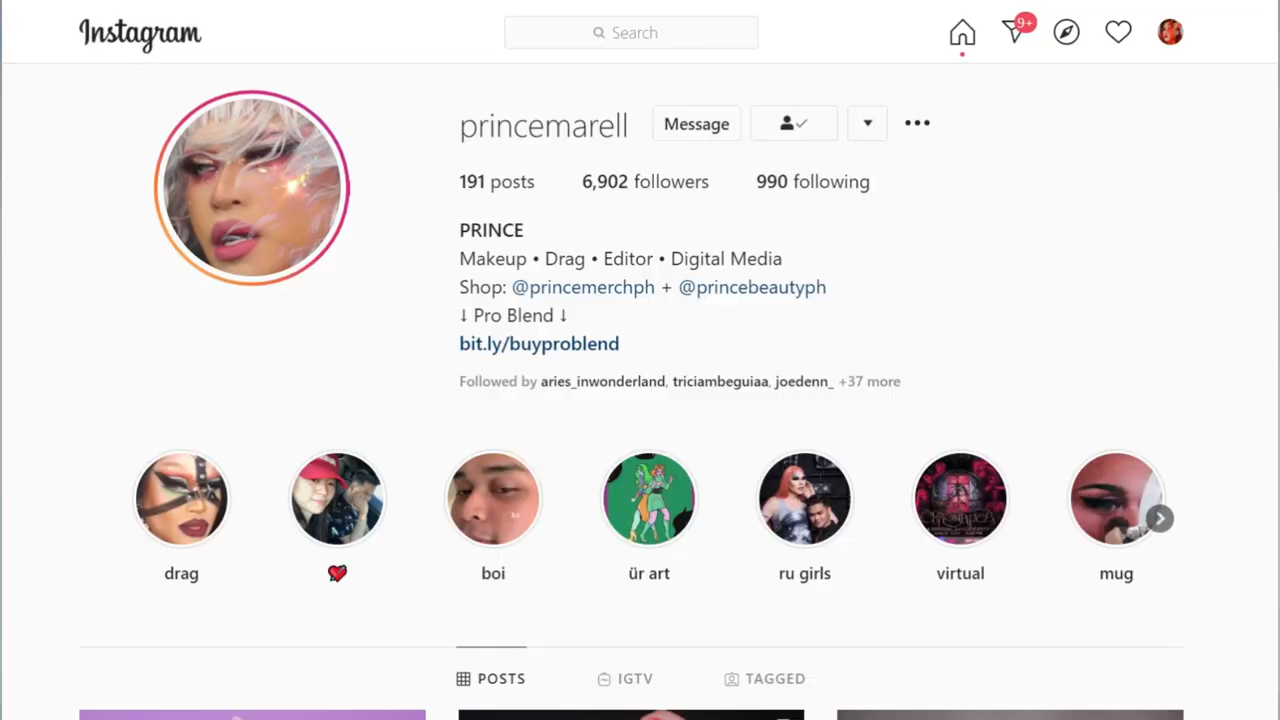 Instagram
Search
9+
princemarell
Message
191 posts
6,902 followers
990 following
PRINCE
Makeup • Drag • Editor • Digital Media
Shop: @princemerchph + @princebeautyph
↓ Pro Blend ↓
bit.ly/buyproblend
Followed by aries_inwonderland, triciambeguiaa, joedenn_ +37 more
hi
drag
boi
ür art
ru girls
virtual
mug
POSTS
IGTV
TAGGED